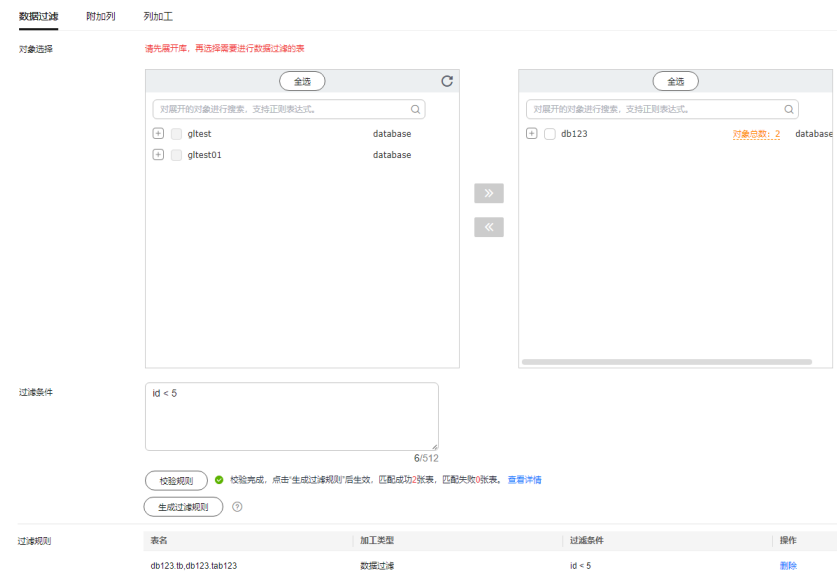 数据过滤 附加列 列加工
对象选择 请先展开库，再选择需要进行数据过滤的表
全选 全选
对展开的对象进行搜索，支持正则表达式。 对展开的对象进行搜索，支持正则表达式。
gltest database db123 对象总数：2 database
gltest01 database
过滤条件 id < 5
6/512
校验规则 校验完成，点击“生成过滤规则”后生效，匹配成功2张表，匹配失败0张表。 查看详情
生成过滤规则 ?
过滤规则 表名 加工类型 过滤条件 操作
db123.tb,db123.tab123 数据过滤 id < 5 删除